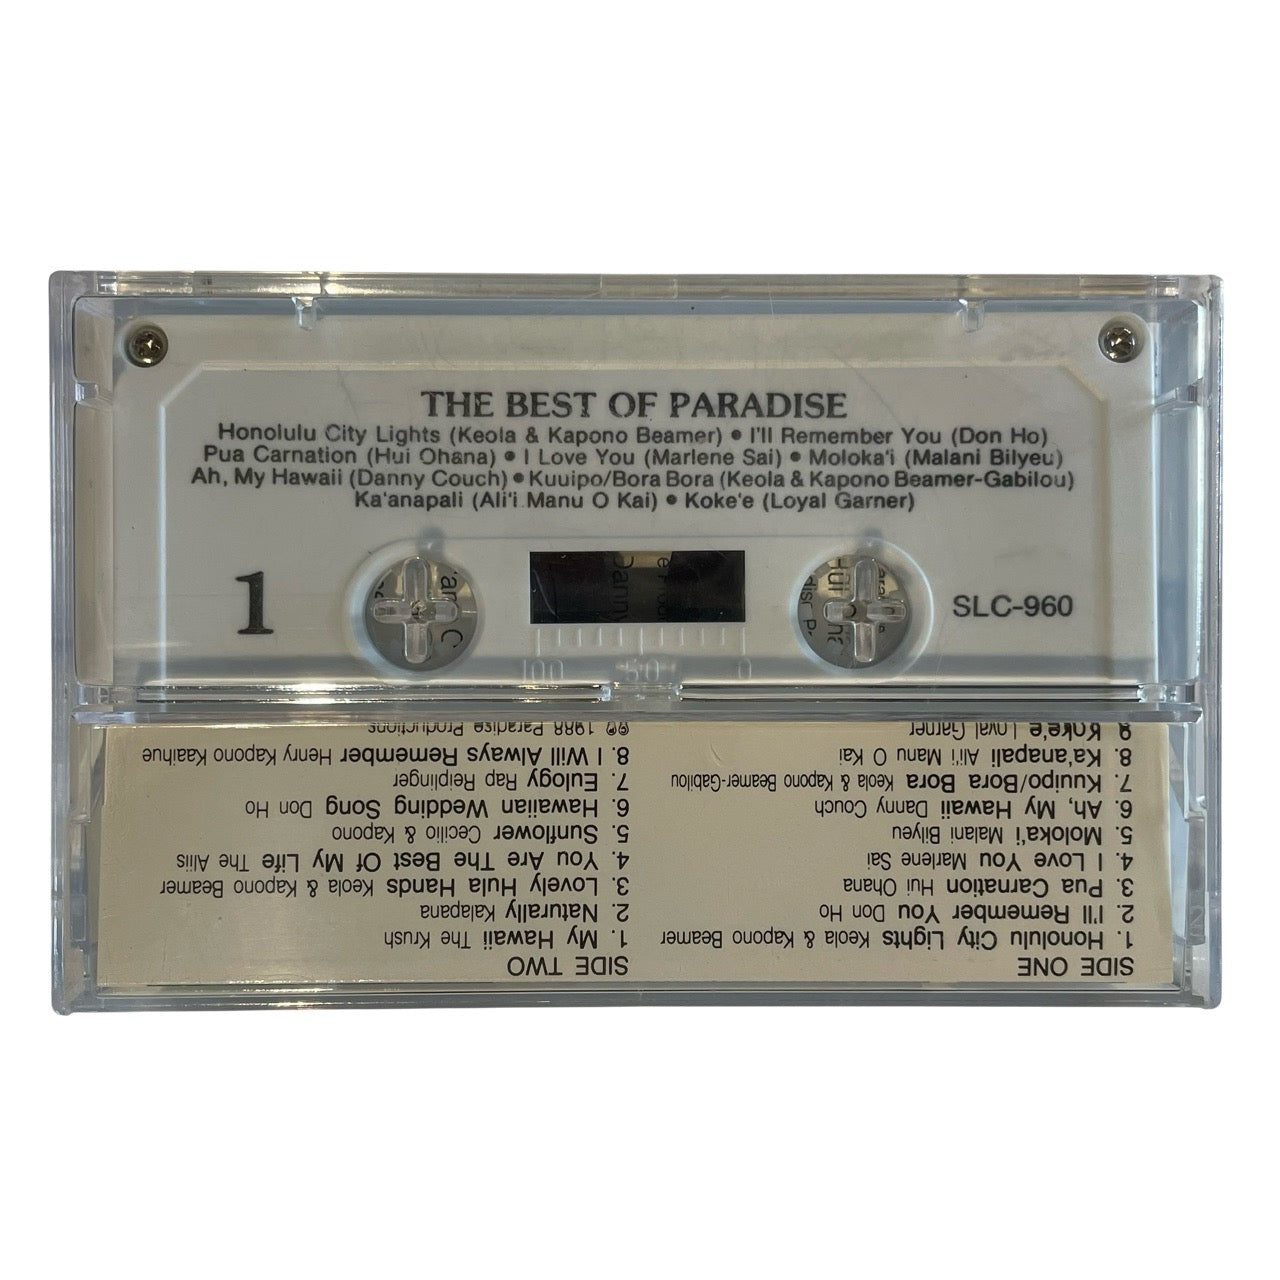 THE BEST OF PARADISE
Honolulu City Lights (Keola & Kapono Beamer) • I'll Remember You (Don Ho)
Pua Carnation (Hui Ohana) • I Love You (Marlene Sai) • Moloka'i (Malani Bilyeu)
Ah, My Hawaii (Danny Couch) • Kuuipo/Bora Bora (Keola & Kapono Beamer-Gabilou)
Ka'anapali (Ali'i Manu O Kai) • Koke'e (Loyal Garner)
1
SLC-960
100 50 0
SIDE ONE
1. Honolulu City Lights Keola & Kapono Beamer
2. I'll Remember You Don Ho
3. Pua Carnation Hui Ohana
4. I Love You Marlene Sai
5. Moloka'i Malani Bilyeu
6. Ah, My Hawaii Danny Couch
7. Kuuipo/Bora Bora Keola & Kapono Beamer-Gabilou
8. Ka'anapali Ali'i Manu O Kai
9. Koke'e Loyal Garner
SIDE TWO
1. My Hawaii The Krush
2. Naturally Kalapana
3. Lovely Hula Hands Keola & Kapono Beamer
4. You Are The Best Of My Life The Aliis
5. Sunflower Cecilio & Kapono
6. Hawaiian Wedding Song Don Ho
7. Eulogy Rap Reiplinger
8. I Will Always Remember Henry Kapono Kaaihue
℗© 1988 Paradise Productions
2